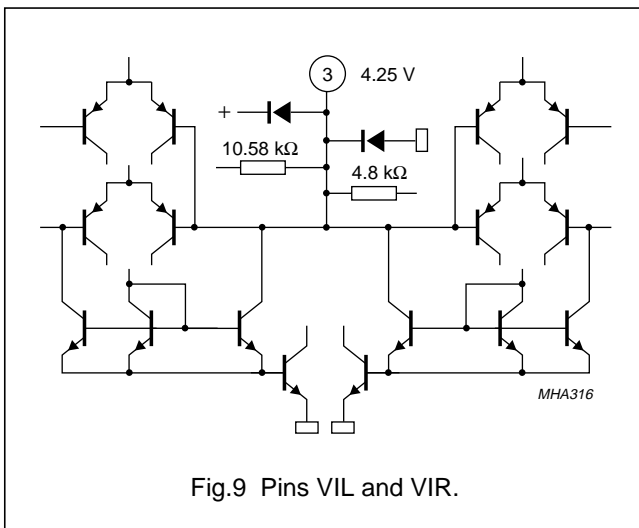 3 4.25 V
+
10.58 kΩ
4.8 kΩ
MHA316
Fig.9 Pins VIL and VIR.